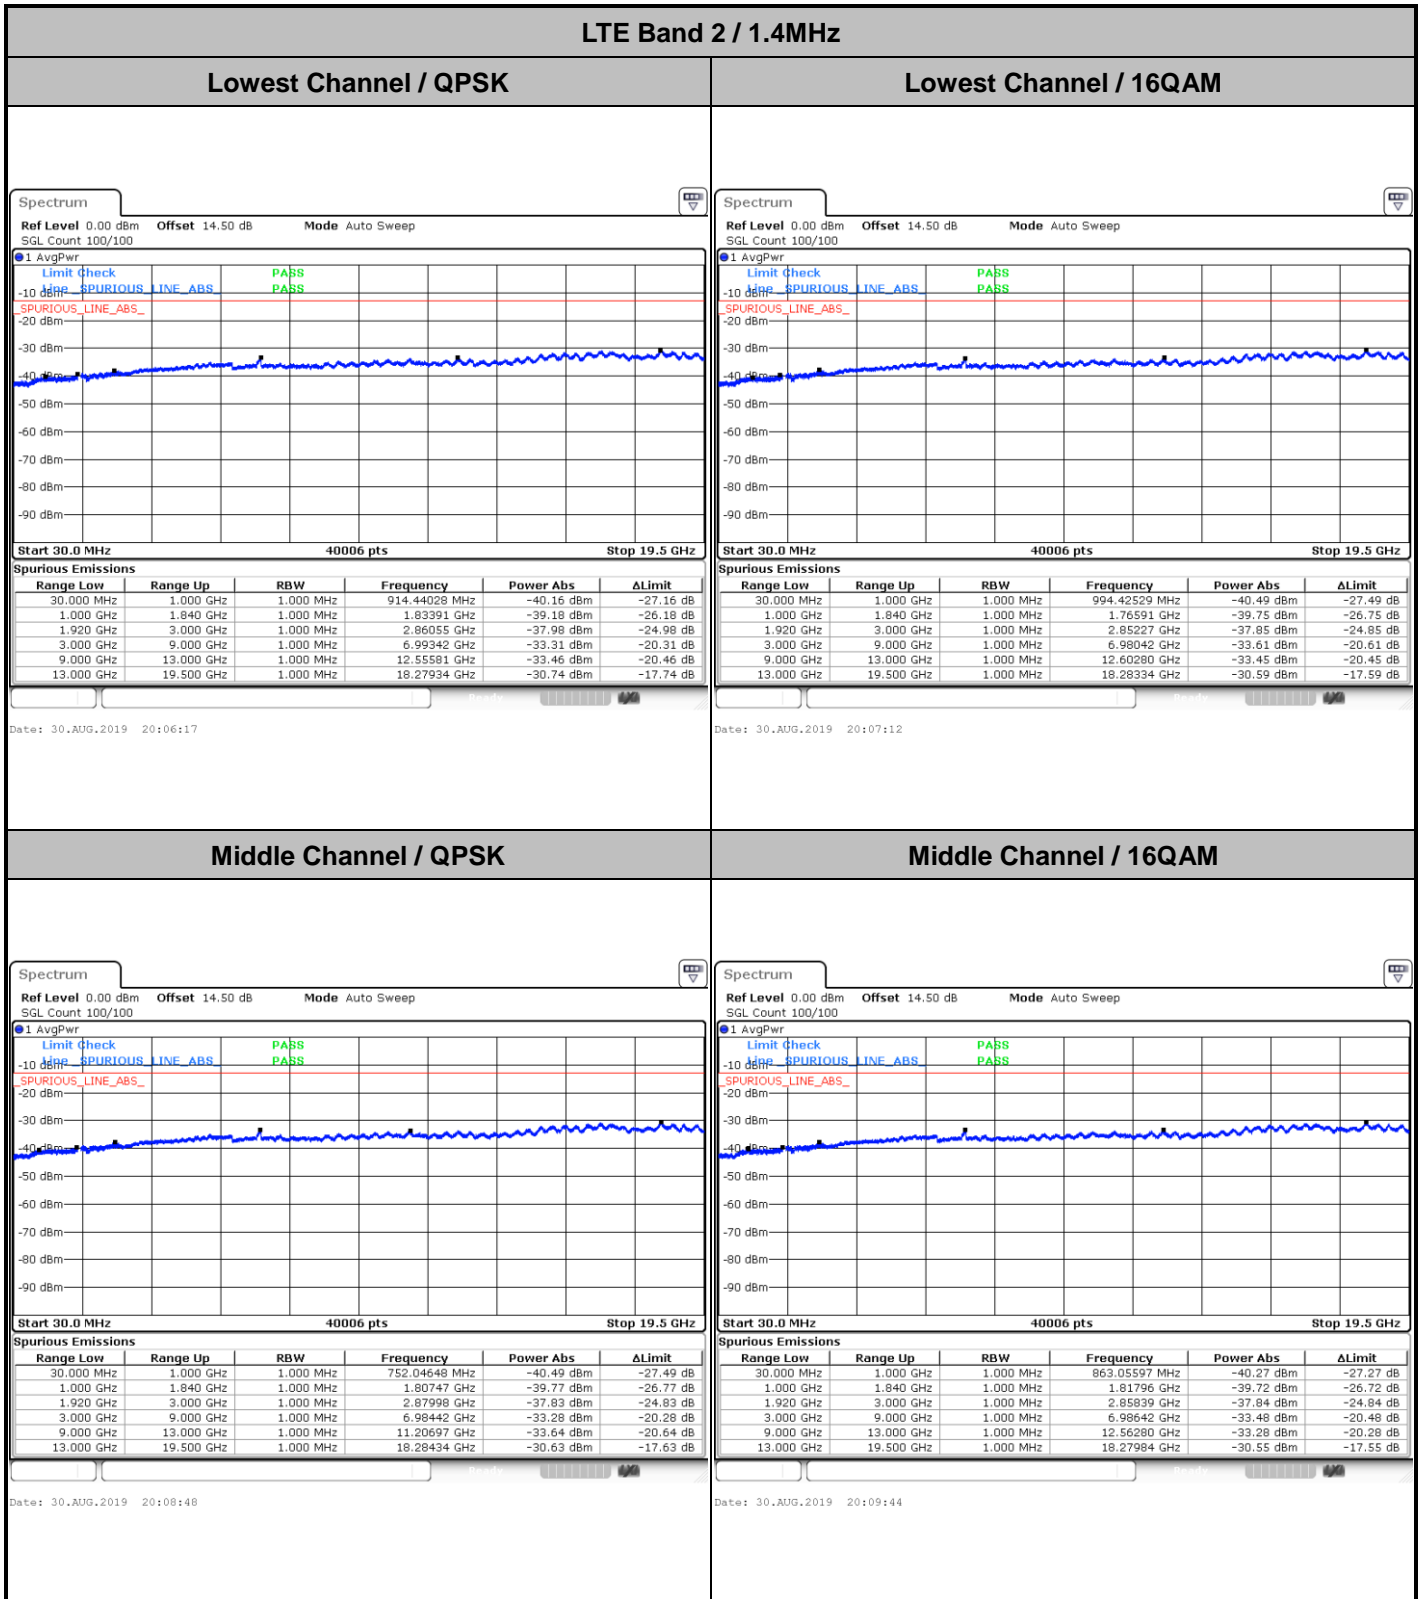 LTE Band 2 / 1.4MHz
Lowest Channel / QPSK
Lowest Channel / 16QAM
Spectrum
Ref Level 0.00 dBm Offset 14.50 dB Mode Auto Sweep
SGL Count 100/100
1 AvgPwr
Limit Check PASS
Line _SPURIOUS_LINE_ABS_ PASS
-10 dBm
_SPURIOUS_LINE_ABS_
-20 dBm
-30 dBm
-40 dBm
-50 dBm
-60 dBm
-70 dBm
-80 dBm
-90 dBm
Start 30.0 MHz 40006 pts Stop 19.5 GHz
Spurious Emissions
Range Low Range Up RBW Frequency Power Abs ΔLimit
30.000 MHz 1.000 GHz 1.000 MHz 914.44028 MHz -40.16 dBm -27.16 dB
1.000 GHz 1.840 GHz 1.000 MHz 1.83391 GHz -39.18 dBm -26.18 dB
1.920 GHz 3.000 GHz 1.000 MHz 2.86055 GHz -37.98 dBm -24.98 dB
3.000 GHz 9.000 GHz 1.000 MHz 6.99342 GHz -33.31 dBm -20.31 dB
9.000 GHz 13.000 GHz 1.000 MHz 12.55581 GHz -33.46 dBm -20.46 dB
13.000 GHz 19.500 GHz 1.000 MHz 18.27934 GHz -30.74 dBm -17.74 dB
Date: 30.AUG.2019 20:06:17
Spectrum
Ref Level 0.00 dBm Offset 14.50 dB Mode Auto Sweep
SGL Count 100/100
1 AvgPwr
Limit Check PASS
Line _SPURIOUS_LINE_ABS_ PASS
-10 dBm
_SPURIOUS_LINE_ABS_
-20 dBm
-30 dBm
-40 dBm
-50 dBm
-60 dBm
-70 dBm
-80 dBm
-90 dBm
Start 30.0 MHz 40006 pts Stop 19.5 GHz
Spurious Emissions
Range Low Range Up RBW Frequency Power Abs ΔLimit
30.000 MHz 1.000 GHz 1.000 MHz 994.42529 MHz -40.49 dBm -27.49 dB
1.000 GHz 1.840 GHz 1.000 MHz 1.76591 GHz -39.75 dBm -26.75 dB
1.920 GHz 3.000 GHz 1.000 MHz 2.85227 GHz -37.85 dBm -24.85 dB
3.000 GHz 9.000 GHz 1.000 MHz 6.98042 GHz -33.61 dBm -20.61 dB
9.000 GHz 13.000 GHz 1.000 MHz 12.60280 GHz -33.45 dBm -20.45 dB
13.000 GHz 19.500 GHz 1.000 MHz 18.28334 GHz -30.59 dBm -17.59 dB
Ready
Date: 30.AUG.2019 20:07:12
Middle Channel / QPSK
Middle Channel / 16QAM
Spectrum
Ref Level 0.00 dBm Offset 14.50 dB Mode Auto Sweep
SGL Count 100/100
1 AvgPwr
Limit Check PASS
Line _SPURIOUS_LINE_ABS_ PASS
-10 dBm
_SPURIOUS_LINE_ABS_
-20 dBm
-30 dBm
-40 dBm
-50 dBm
-60 dBm
-70 dBm
-80 dBm
-90 dBm
Start 30.0 MHz 40006 pts Stop 19.5 GHz
Spurious Emissions
Range Low Range Up RBW Frequency Power Abs ΔLimit
30.000 MHz 1.000 GHz 1.000 MHz 752.04648 MHz -40.49 dBm -27.49 dB
1.000 GHz 1.840 GHz 1.000 MHz 1.80747 GHz -39.77 dBm -26.77 dB
1.920 GHz 3.000 GHz 1.000 MHz 2.87998 GHz -37.83 dBm -24.83 dB
3.000 GHz 9.000 GHz 1.000 MHz 6.98442 GHz -33.28 dBm -20.28 dB
9.000 GHz 13.000 GHz 1.000 MHz 11.20697 GHz -33.64 dBm -20.64 dB
13.000 GHz 19.500 GHz 1.000 MHz 18.28434 GHz -30.63 dBm -17.63 dB
Ready
Date: 30.AUG.2019 20:08:48
Spectrum
Ref Level 0.00 dBm Offset 14.50 dB Mode Auto Sweep
SGL Count 100/100
1 AvgPwr
Limit Check PASS
Line _SPURIOUS_LINE_ABS_ PASS
-10 dBm
_SPURIOUS_LINE_ABS_
-20 dBm
-30 dBm
-40 dBm
-50 dBm
-60 dBm
-70 dBm
-80 dBm
-90 dBm
Start 30.0 MHz 40006 pts Stop 19.5 GHz
Spurious Emissions
Range Low Range Up RBW Frequency Power Abs ΔLimit
30.000 MHz 1.000 GHz 1.000 MHz 863.05597 MHz -40.27 dBm -27.27 dB
1.000 GHz 1.840 GHz 1.000 MHz 1.81796 GHz -39.72 dBm -26.72 dB
1.920 GHz 3.000 GHz 1.000 MHz 2.85839 GHz -37.84 dBm -24.84 dB
3.000 GHz 9.000 GHz 1.000 MHz 6.98642 GHz -33.48 dBm -20.48 dB
9.000 GHz 13.000 GHz 1.000 MHz 12.56280 GHz -33.28 dBm -20.28 dB
13.000 GHz 19.500 GHz 1.000 MHz 18.27984 GHz -30.55 dBm -17.55 dB
Date: 30.AUG.2019 20:09:44